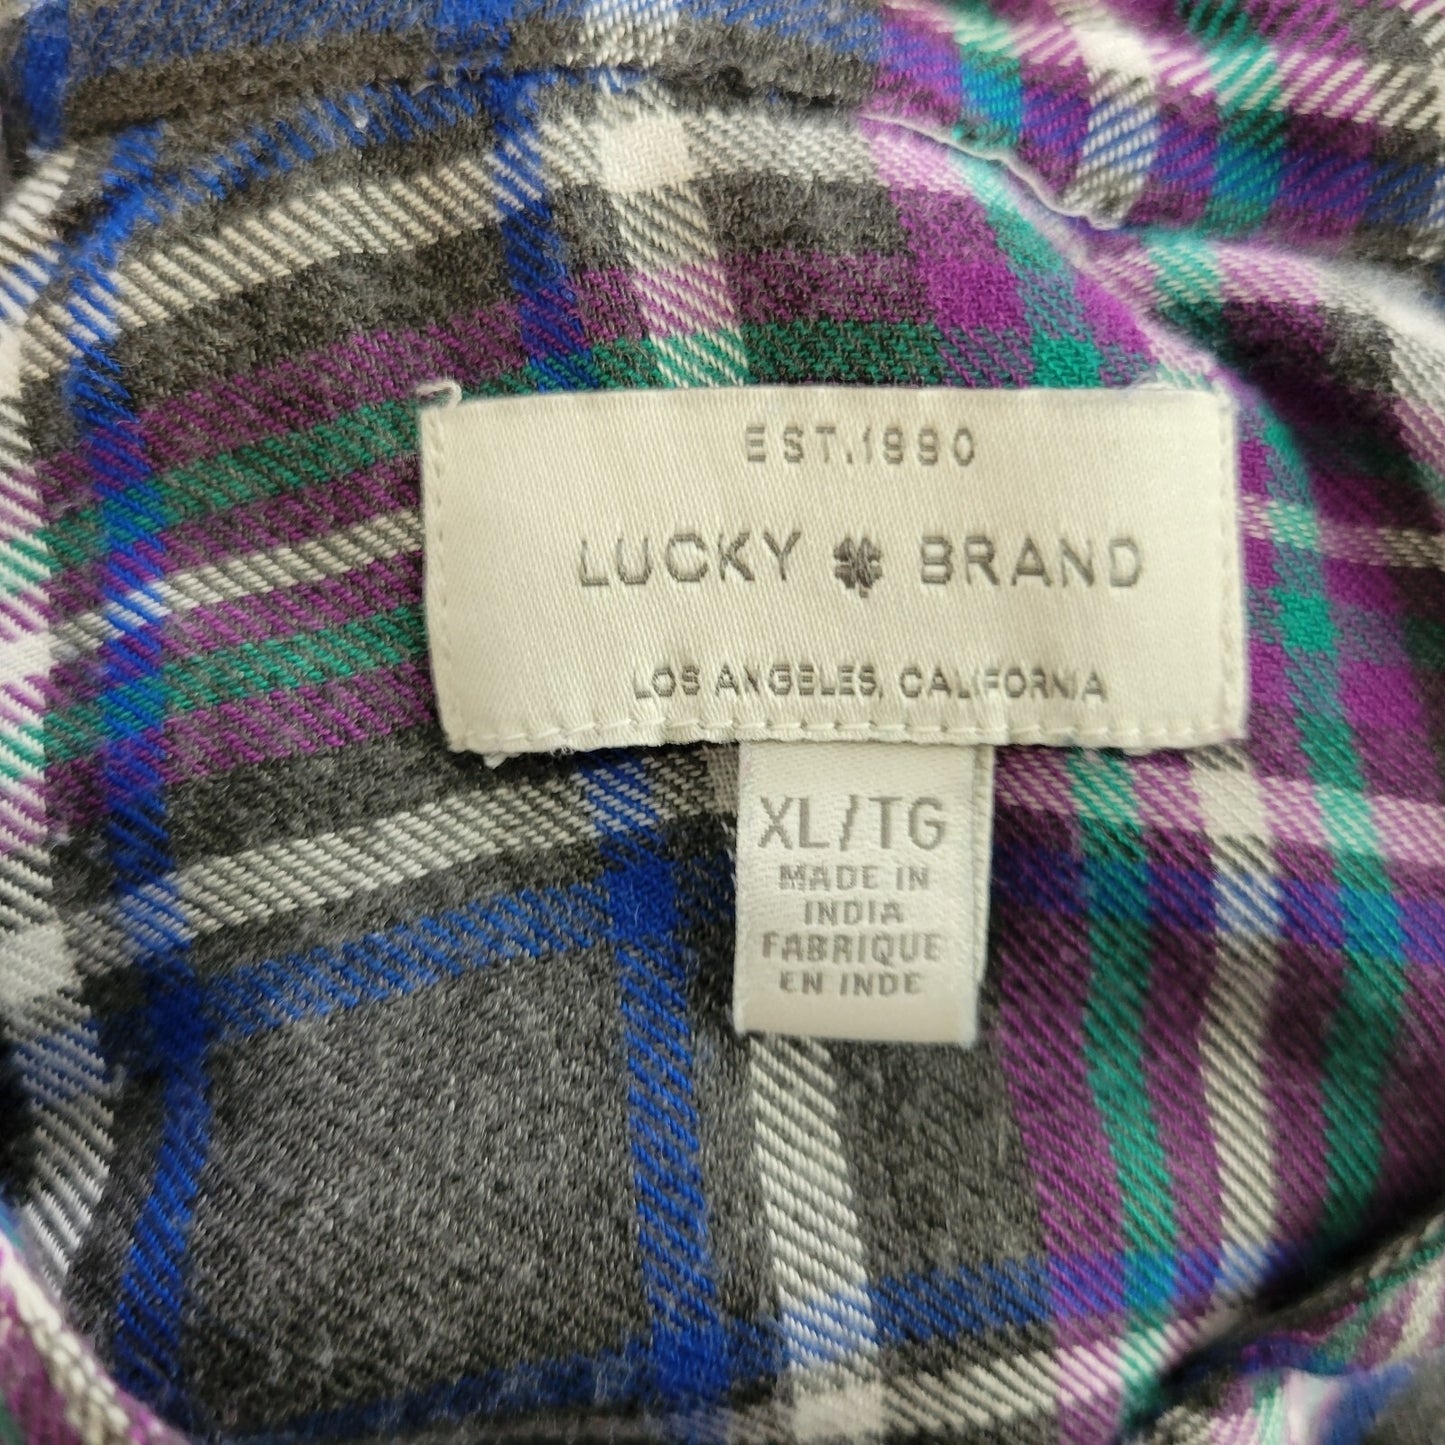 EST.1990
LUCKY BRAND
LOS ANGELES, CALIFORNIA
XL/TG
MADE IN
INDIA
FABRIQUE
EN INDE